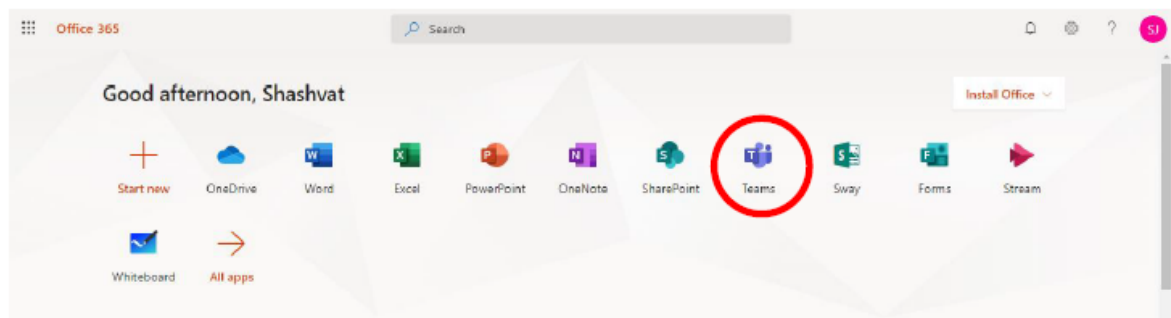 Office 365
Search
?
SJ
Good afternoon, Shashvat
Install Office
Start new OneDrive Word Excel PowerPoint OneNote SharePoint Teams Sway Forms Stream
Whiteboard All apps